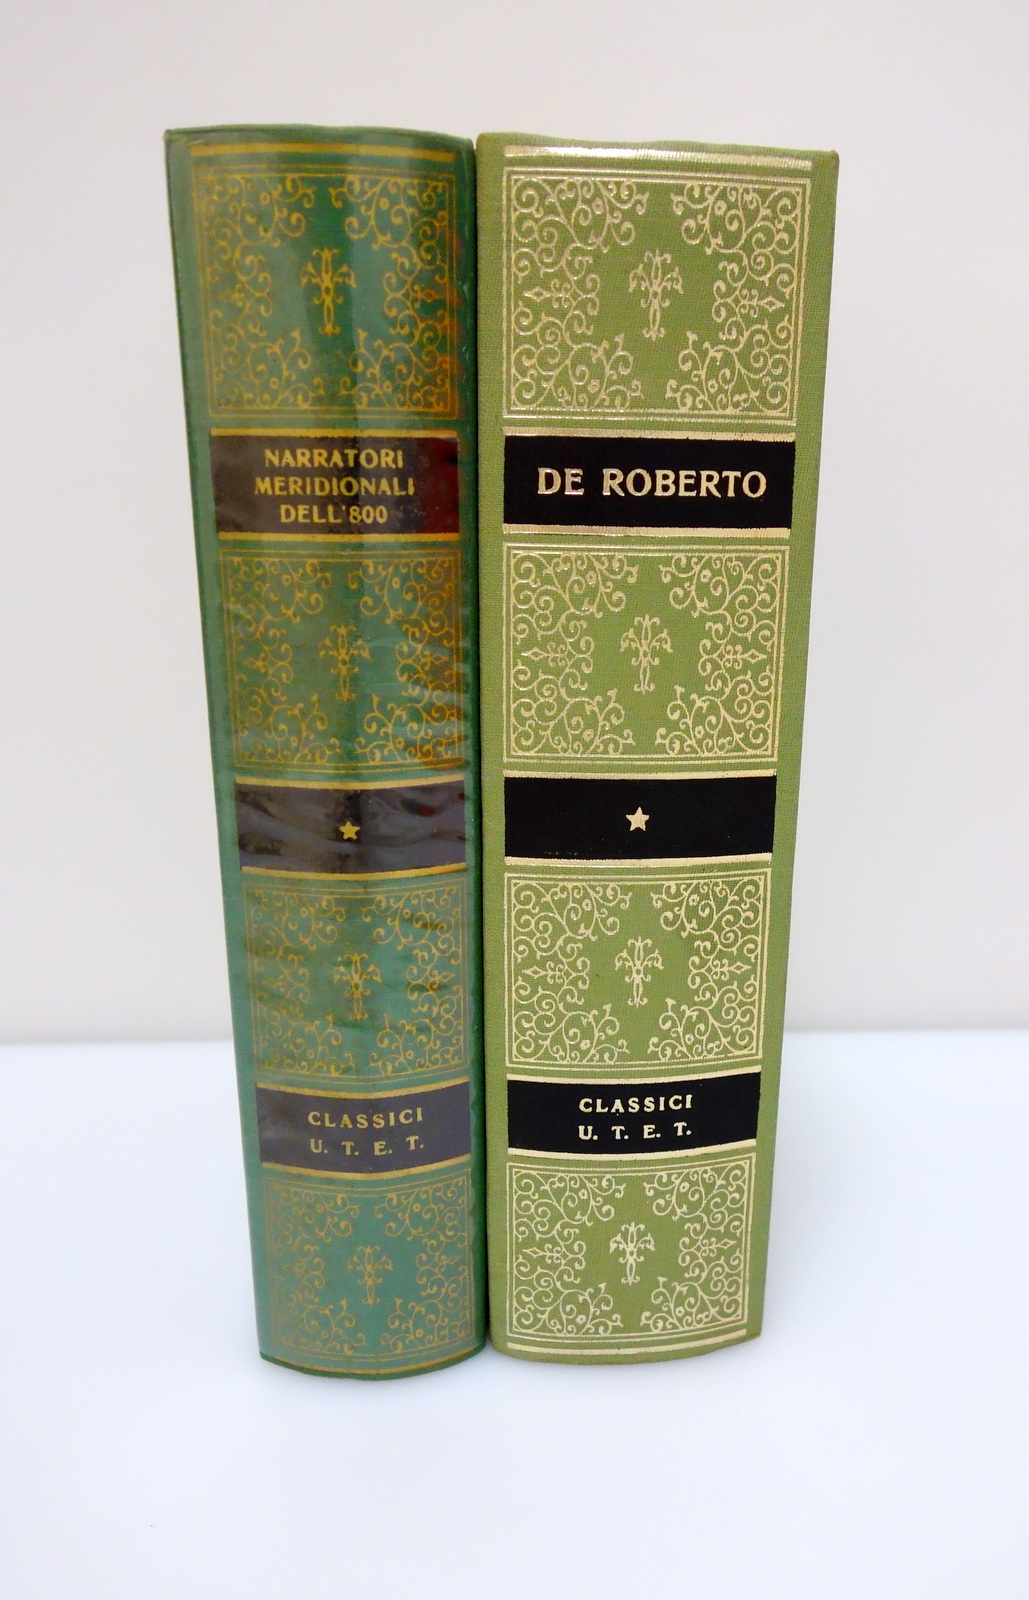 NARRATORI
MERIDIONALI
DELL'800
CLASSICI
U. T. E. T.
DE ROBERTO
CLASSICI
U. T. E. T.